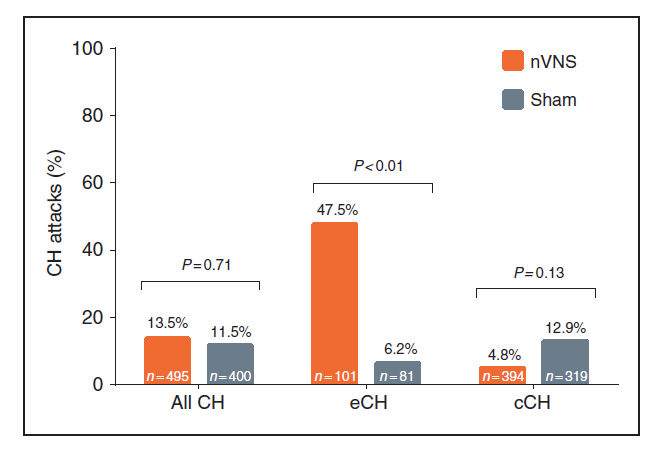 100
80
60
40
20
0
CH attacks (%)
nVNS
Sham
P<0.01
47.5%
P=0.71
P=0.13
13.5%
11.5%
6.2%
4.8%
12.9%
n=495
n=400
n=101
n=81
n=394
n=319
All CH
eCH
cCH